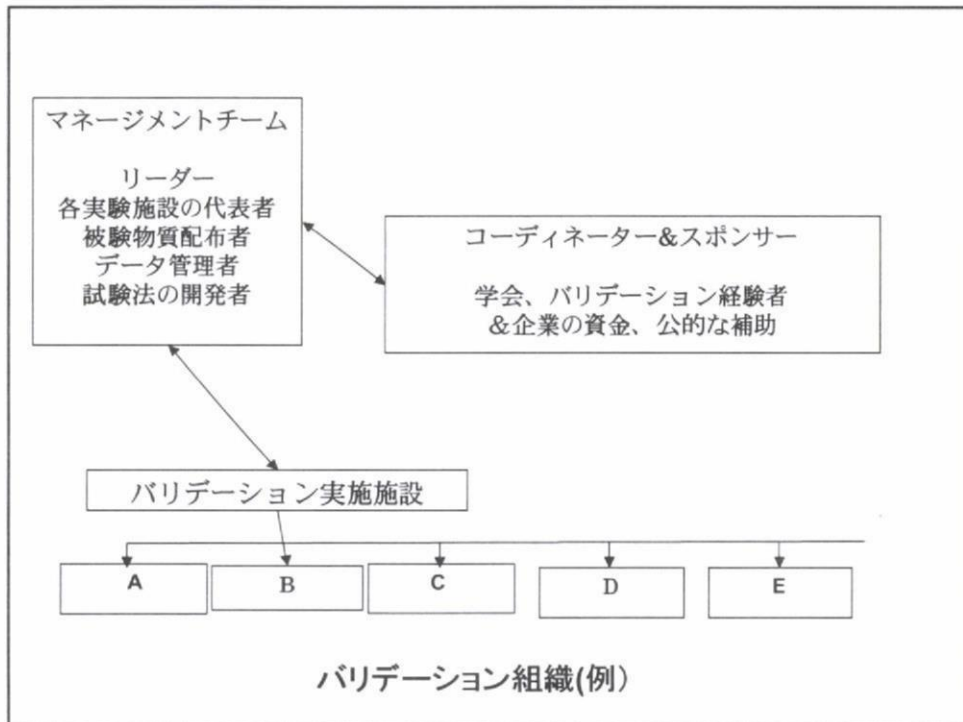 マネージメントチーム
リーダー
各実験施設の代表者
被験物質配布者
データ管理者
試験法の開発者
コーディネーター&スポンサー
学会、バリデーション経験者
&企業の資金、公的な補助
バリデーション実施施設
A
B
C
D
E
バリデーション組織(例)